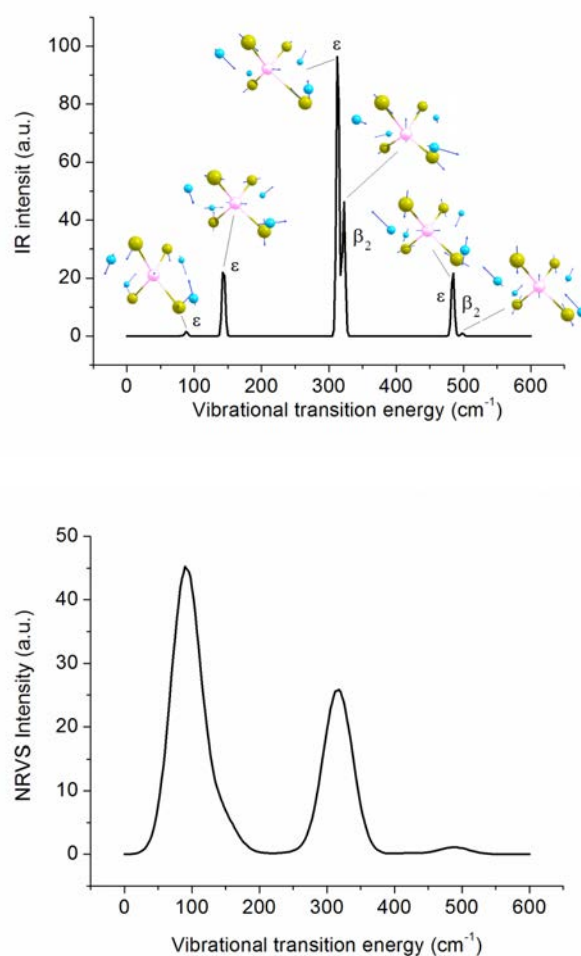 100
80
60
40
20
0
IR intensit (a.u.)
ε
ε
ε
β2
ε
β2
0 100 200 300 400 500 600
Vibrational transition energy (cm-1)
50
40
30
20
10
0
NRVS Intensity (a.u.)
0 100 200 300 400 500 600
Vibrational transition energy (cm-1)